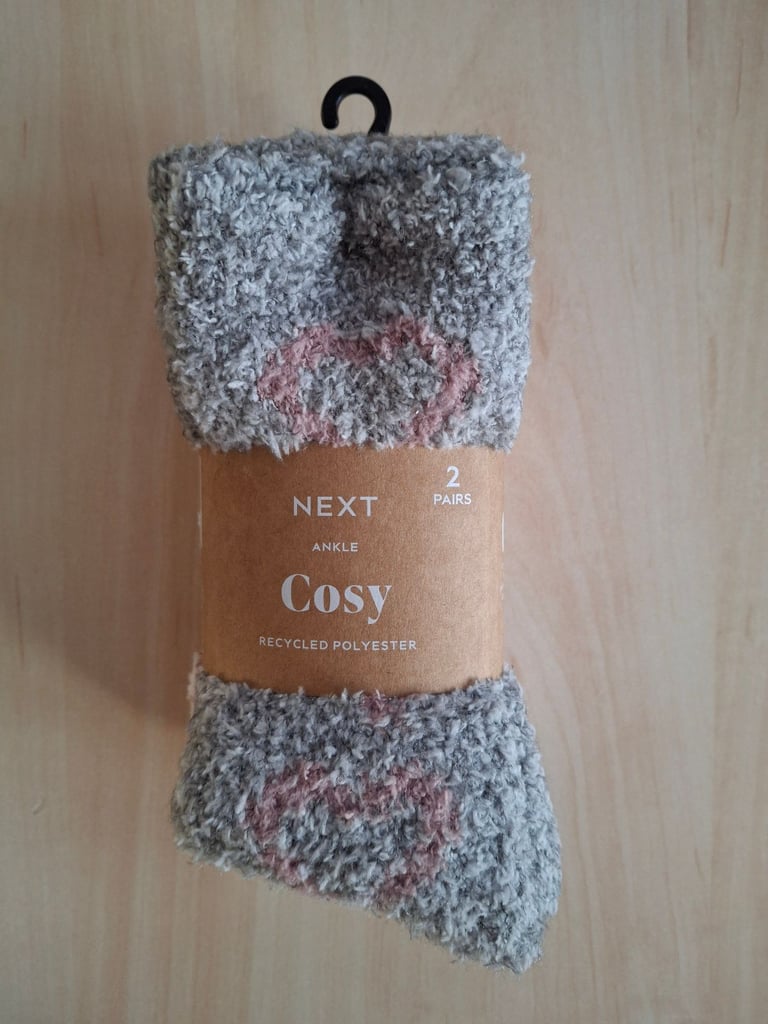 2
PAIRS
NEXT
ANKLE
Cosy
RECYCLED POLYESTER